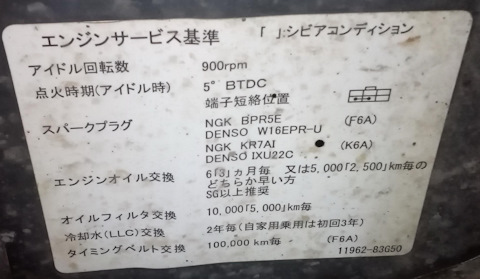 エンジンサービス基準 「 」:シビアコンディション
アイドル回転数 900rpm
点火時期(アイドル時) 5° BTDC
端子短絡位置
スパークプラグ NGK BPR5E (F6A)
DENSO W16EPR-U
NGK KR7AI (K6A)
DENSO IXU22C
エンジンオイル交換 6「3」ヵ月毎 又は5,000「2,500」km毎の
どちらか早い方
SG以上推奨
オイルフィルタ交換 10,000「5,000」km毎
冷却水(LLC)交換 2年毎(自家用乗用は初回3年)
タイミングベルト交換 100,000km毎 (F6A)
11962-83G50